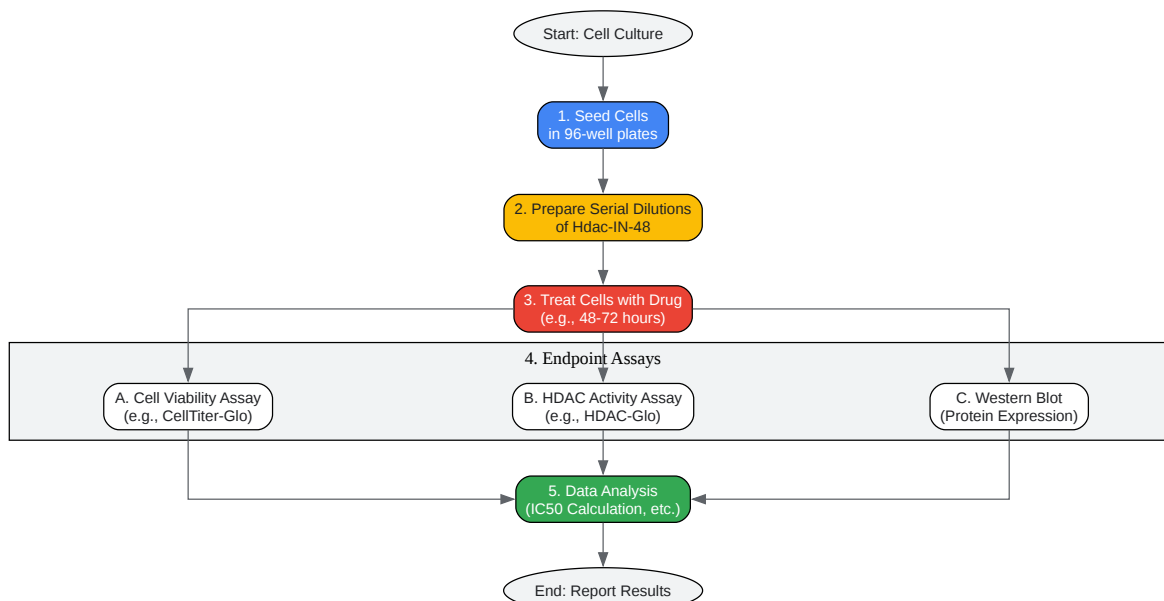 Start: Cell Culture
1. Seed Cells
in 96-well plates
2. Prepare Serial Dilutions
of Hdac-IN-48
3. Treat Cells with Drug
(e.g., 48-72 hours)
4. Endpoint Assays
A. Cell Viability Assay
(e.g., CellTiter-Glo)
B. HDAC Activity Assay
(e.g., HDAC-Glo)
C. Western Blot
(Protein Expression)
5. Data Analysis
(IC50 Calculation, etc.)
End: Report Results